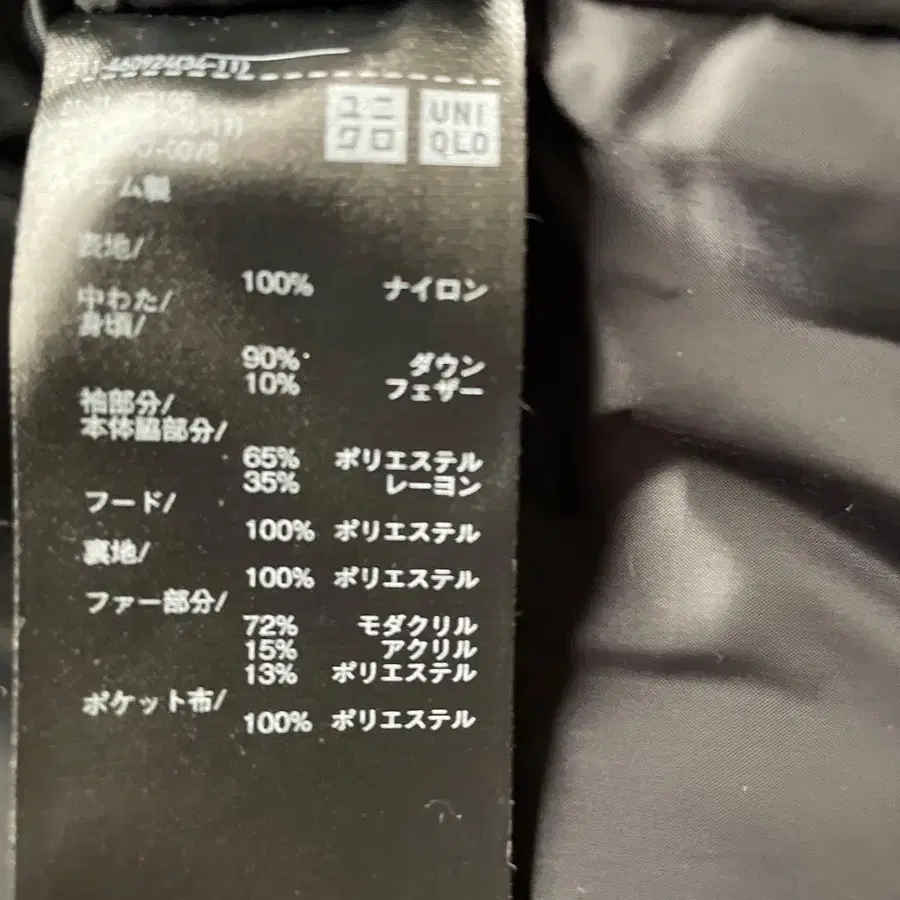 ユニ
クロ
UNI
QLO
表地/
100% ナイロン
中わた/
身頃/
90% ダウン
10% フェザー
袖部分/
本体脇部分/
65% ポリエステル
35% レーヨン
フード/
100% ポリエステル
裏地/
100% ポリエステル
ファー部分/
72% モダクリル
15% アクリル
13% ポリエステル
ポケット布/
100% ポリエステル